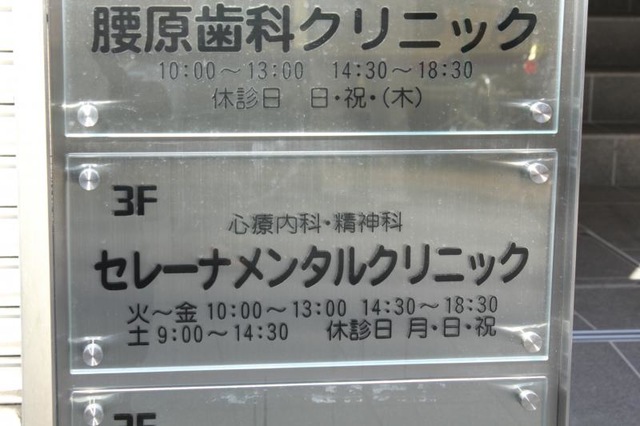 腰原歯科クリニック
10:00～13:00 14:30～18:30
休診日 日・祝・(木)
3F
心療内科・精神科
セレーナメンタルクリニック
火～金 10:00～13:00 14:30～18:30
土 9:00～14:30 休診日 月・日・祝